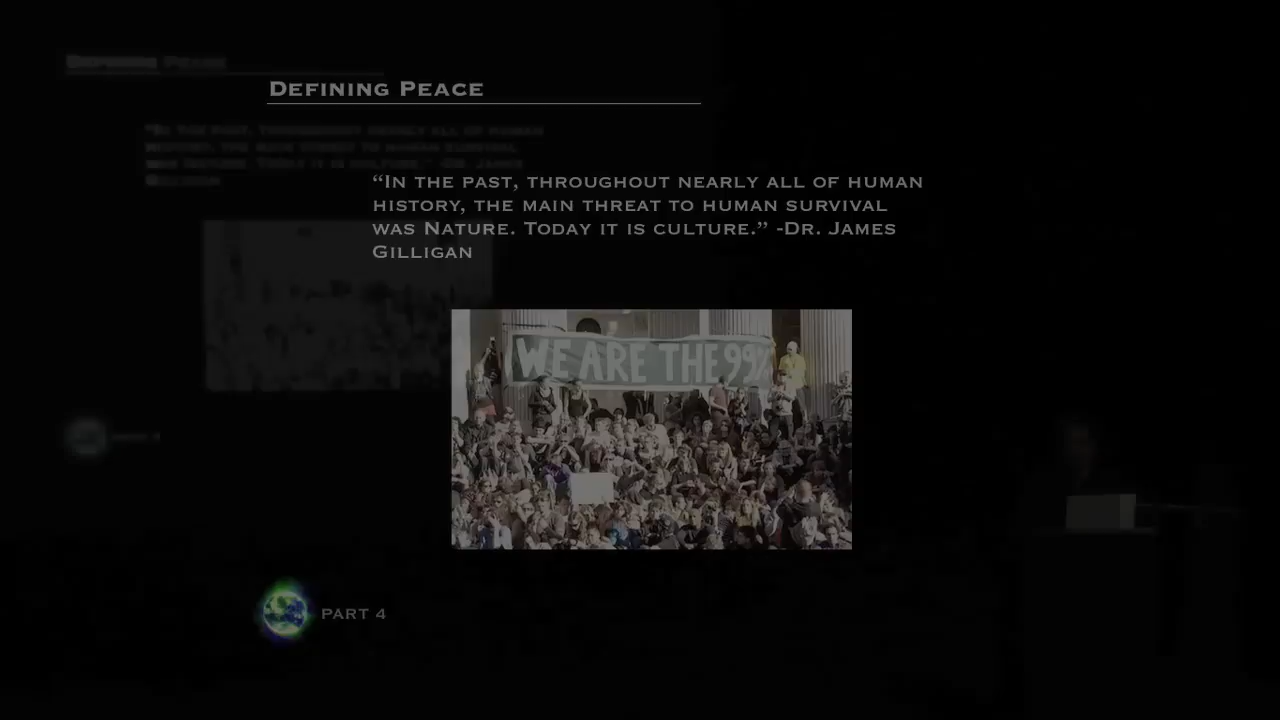 DEFINING PEACE
“IN THE PAST, THROUGHOUT NEARLY ALL OF HUMAN
HISTORY, THE MAIN THREAT TO HUMAN SURVIVAL
WAS NATURE. TODAY IT IS CULTURE.” -DR. JAMES
GILLIGAN
WE ARE THE 99%
PART 4